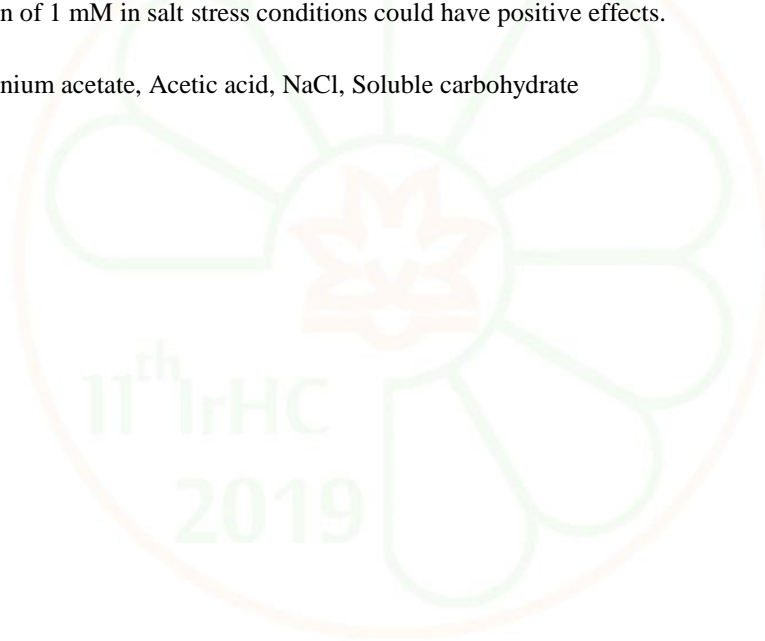 n of 1 mM in salt stress conditions could have positive effects.
nium acetate, Acetic acid, NaCl, Soluble carbohydrate
11th IrHC
2019